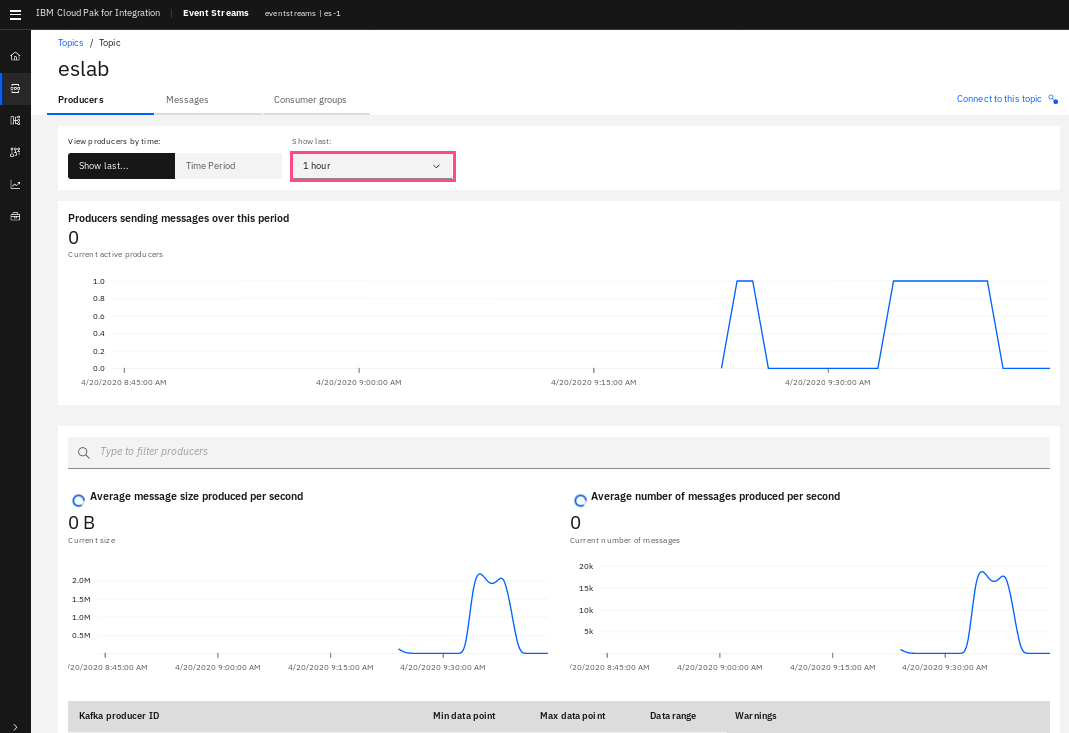 IBM Cloud Pak for Integration | Event Streams eventstreams | es-1
Topics / Topic
eslab
Producers Messages Consumer groups
Connect to this topic
View producers by time: Show last:
Show last... Time Period 1 hour
Producers sending messages over this period
0
Current active producers
1.0
0.8
0.6
0.4
0.2
0.0
4/20/2020 8:45:00 AM 4/20/2020 9:00:00 AM 4/20/2020 9:15:00 AM 4/20/2020 9:30:00 AM
Type to filter producers
Average message size produced per second
0 B
Current size
2.0M
1.5M
1.0M
0.5M
/20/2020 8:45:00 AM 4/20/2020 9:00:00 AM 4/20/2020 9:15:00 AM 4/20/2020 9:30:00 AM
Average number of messages produced per second
0
Current number of messages
20k
15k
10k
5k
/20/2020 8:45:00 AM 4/20/2020 9:00:00 AM 4/20/2020 9:15:00 AM 4/20/2020 9:30:00 AM
Kafka producer ID Min data point Max data point Data range Warnings